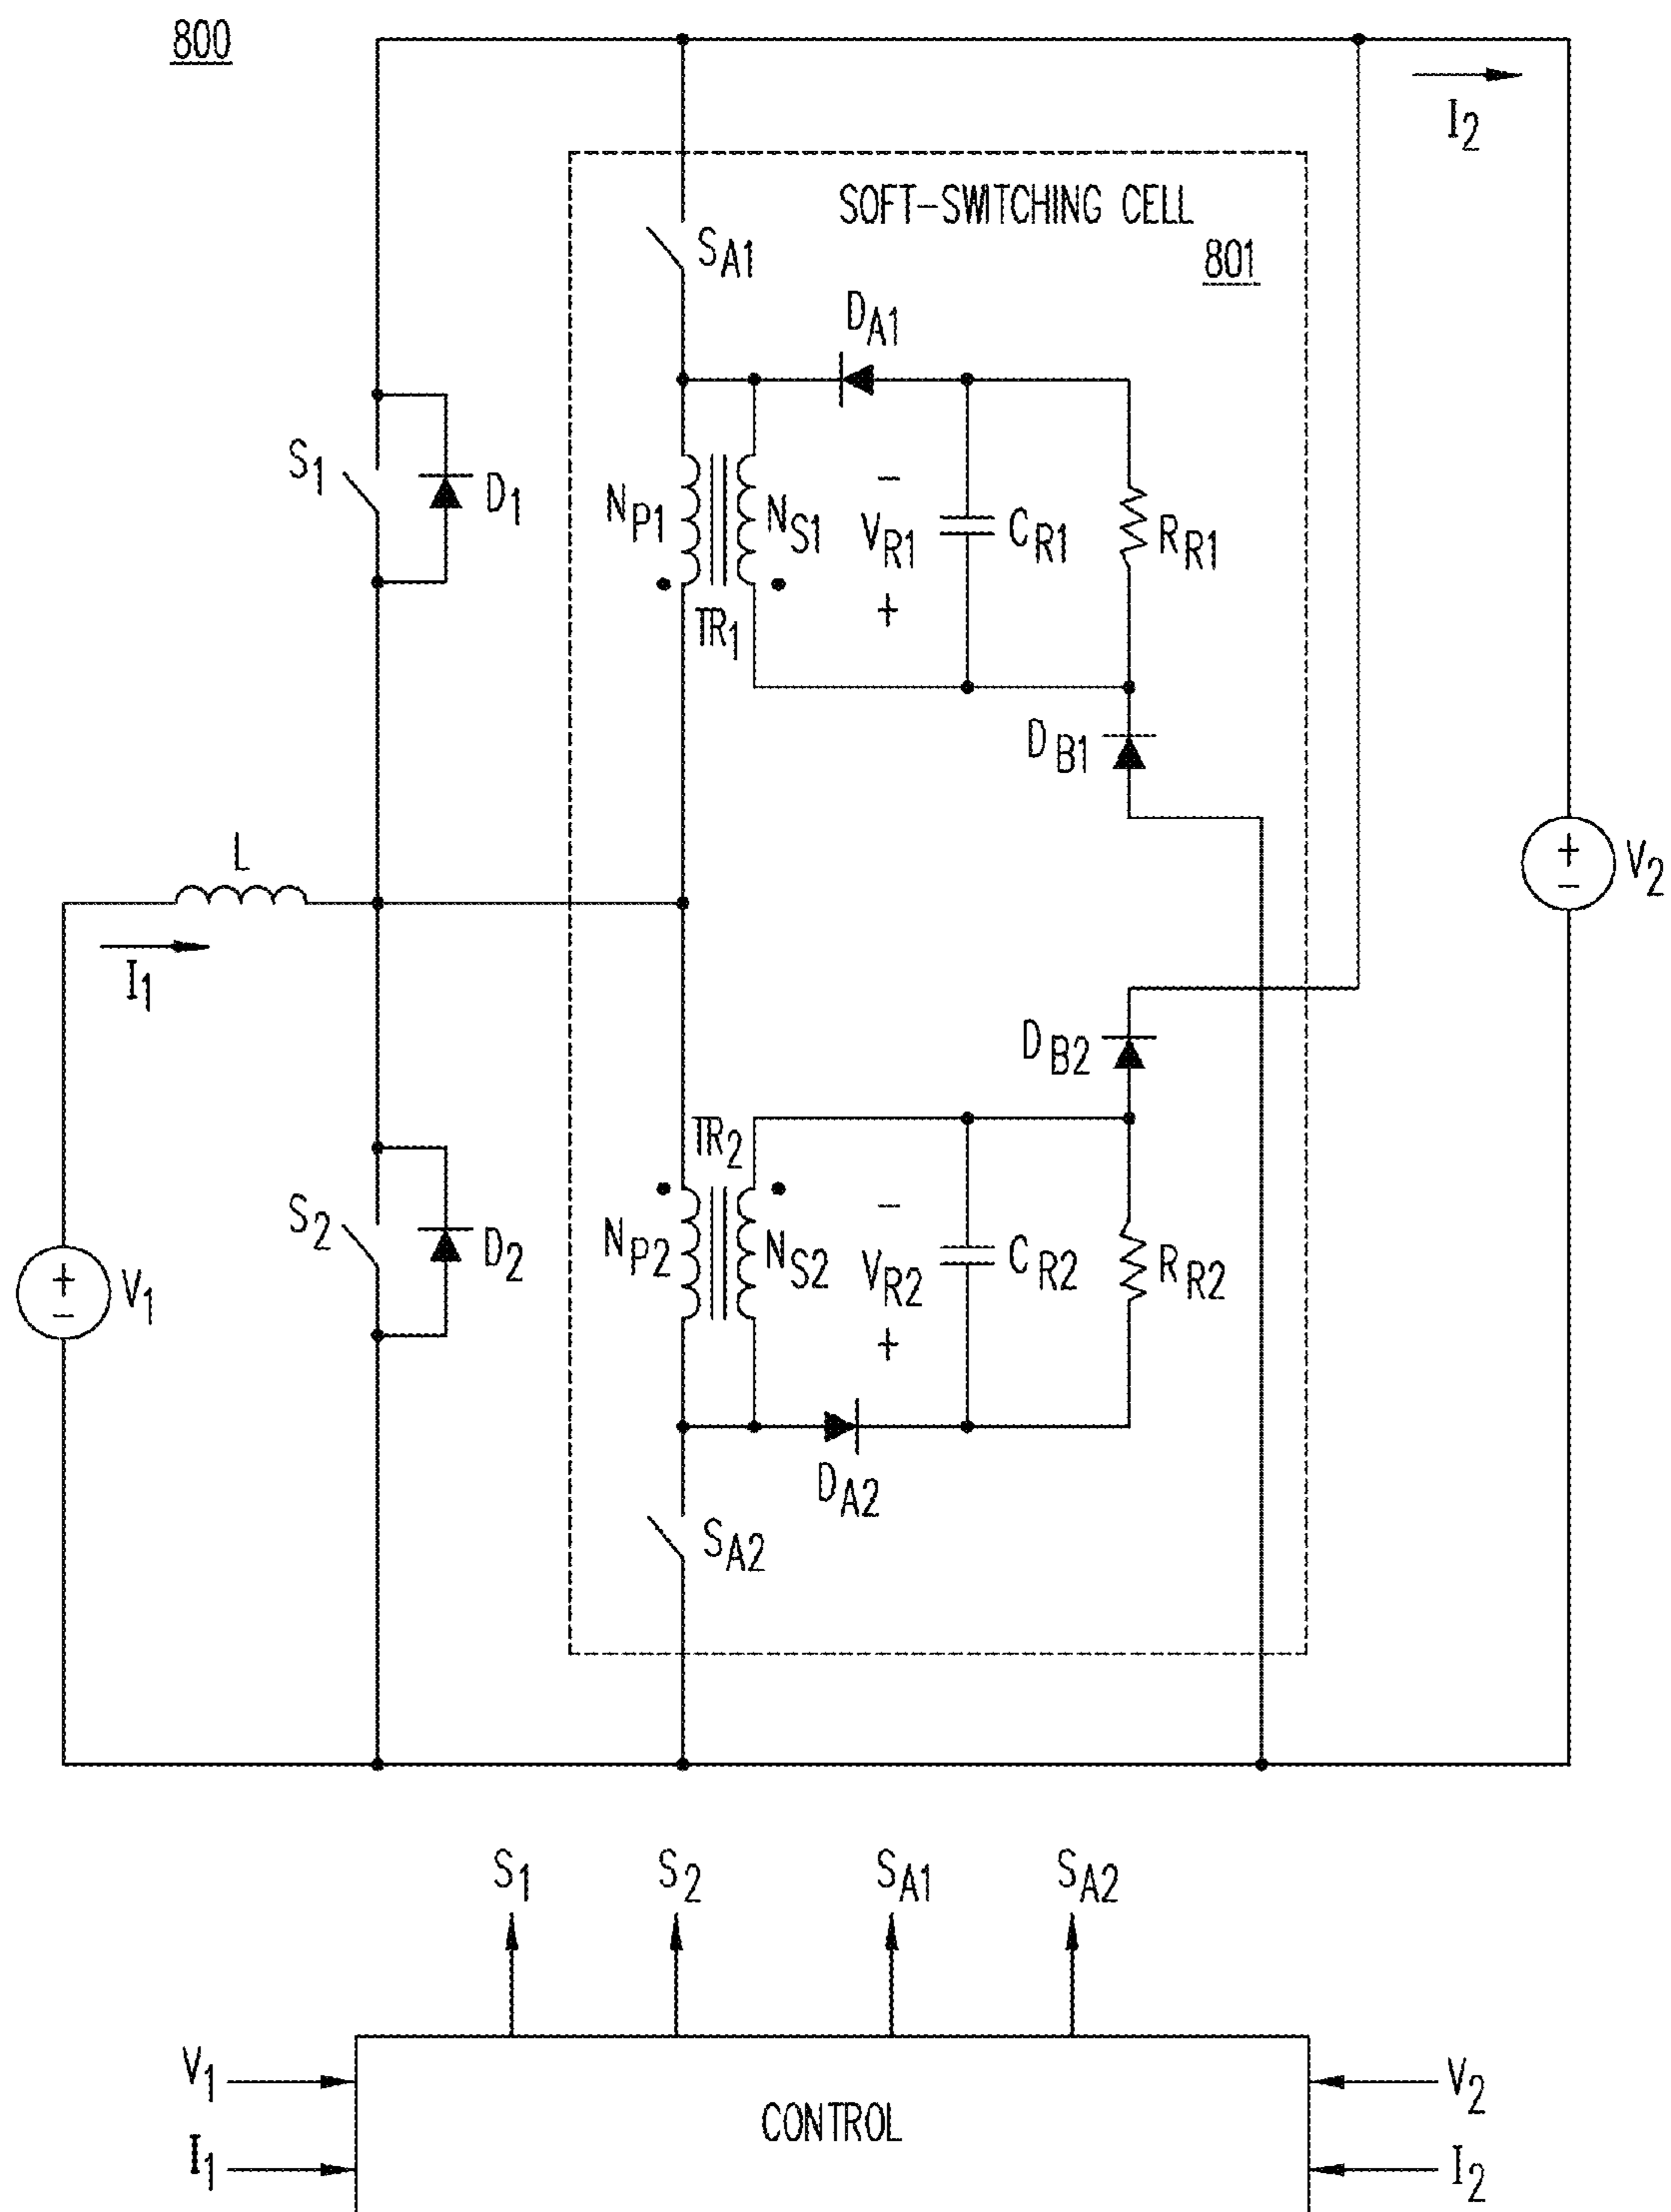 800
I2
SOFT-SWITCHING CELL
801
SA1
DA1
S1
D1
NP1
NS1
−
VR1
+
CR1
RR1
TR1
DB1
L
I1
+
−
V2
DB2
TR2
S2
D2
NP2
NS2
−
VR2
+
CR2
RR2
+
−
V1
DA2
SA2
S1 S2 SA1 SA2
V1
V2
CONTROL
I1
I2